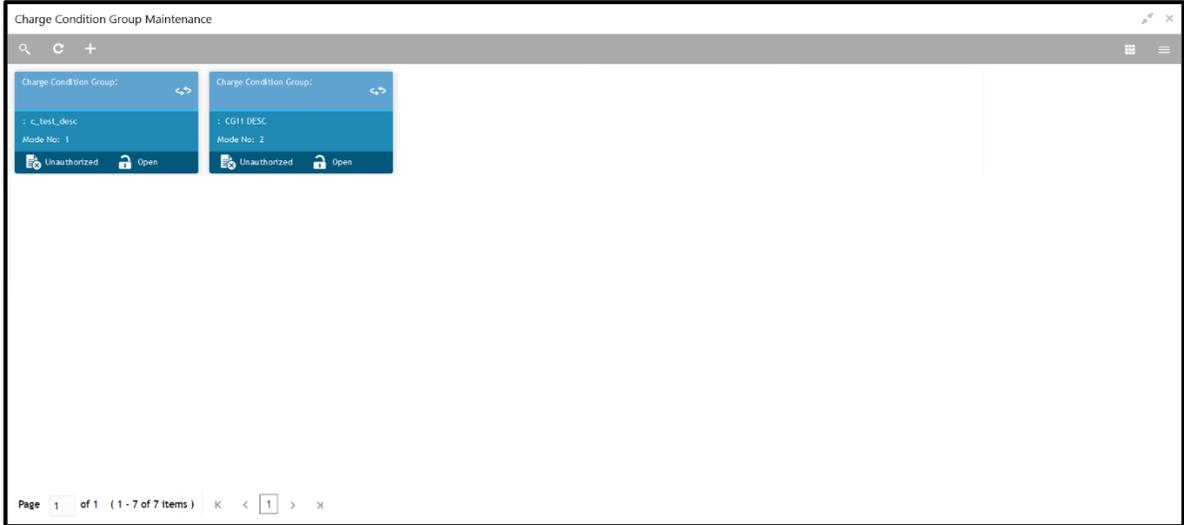 Charge Condition Group Maintenance
Charge Condition Group: Charge Condition Group:
: c_test_desc : CG11 DESC
Mode No: 1 Mode No: 2
Unauthorized Open Unauthorized Open
Page 1 of 1 ( 1 - 7 of 7 items ) 1